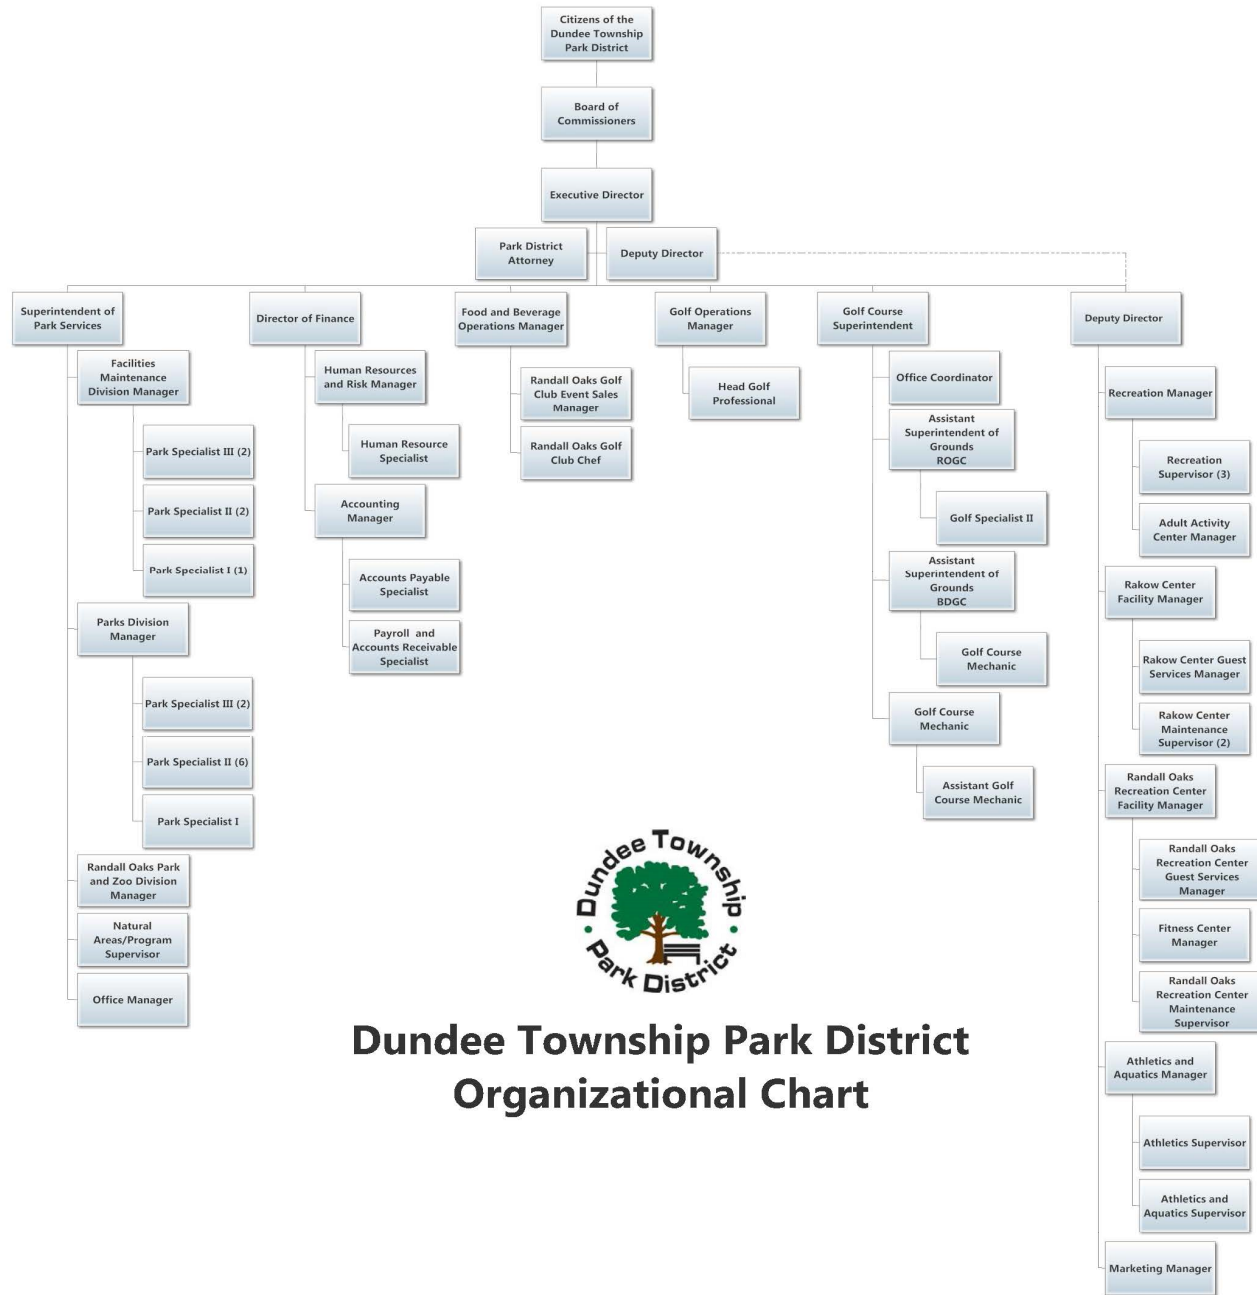 Citizens of the
Dundee Township
Park District
Board of
Commissioners
Executive Director
Park District
Attorney
Deputy Director
Superintendent of
Park Services
Facilities
Maintenance
Division Manager
Park Specialist III (2)
Park Specialist II (2)
Park Specialist I (1)
Parks Division
Manager
Park Specialist III (2)
Park Specialist II (6)
Park Specialist I
Randall Oaks Park
and Zoo Division
Manager
Natural
Areas/Program
Supervisor
Office Manager
Director of Finance
Human Resources
and Risk Manager
Human Resource
Specialist
Accounting
Manager
Accounts Payable
Specialist
Payroll and
Accounts Receivable
Specialist
Food and Beverage
Operations Manager
Randall Oaks Golf
Club Event Sales
Manager
Randall Oaks Golf
Club Chef
Golf Operations
Manager
Head Golf
Professional
Golf Course
Superintendent
Office Coordinator
Assistant
Superintendent of
Grounds
ROGC
Golf Specialist II
Assistant
Superintendent of
Grounds
BDGC
Golf Course
Mechanic
Golf Course
Mechanic
Assistant Golf
Course Mechanic
Deputy Director
Recreation Manager
Recreation
Supervisor (3)
Adult Activity
Center Manager
Rakow Center
Facility Manager
Rakow Center Guest
Services Manager
Rakow Center
Maintenance
Supervisor (2)
Randall Oaks
Recreation Center
Facility Manager
Randall Oaks
Recreation Center
Guest Services
Manager
Fitness Center
Manager
Randall Oaks
Recreation Center
Maintenance
Supervisor
Athletics and
Aquatics Manager
Athletics Supervisor
Athletics and
Aquatics Supervisor
Marketing Manager
Dundee Township
Park District
Dundee Township Park District
Organizational Chart